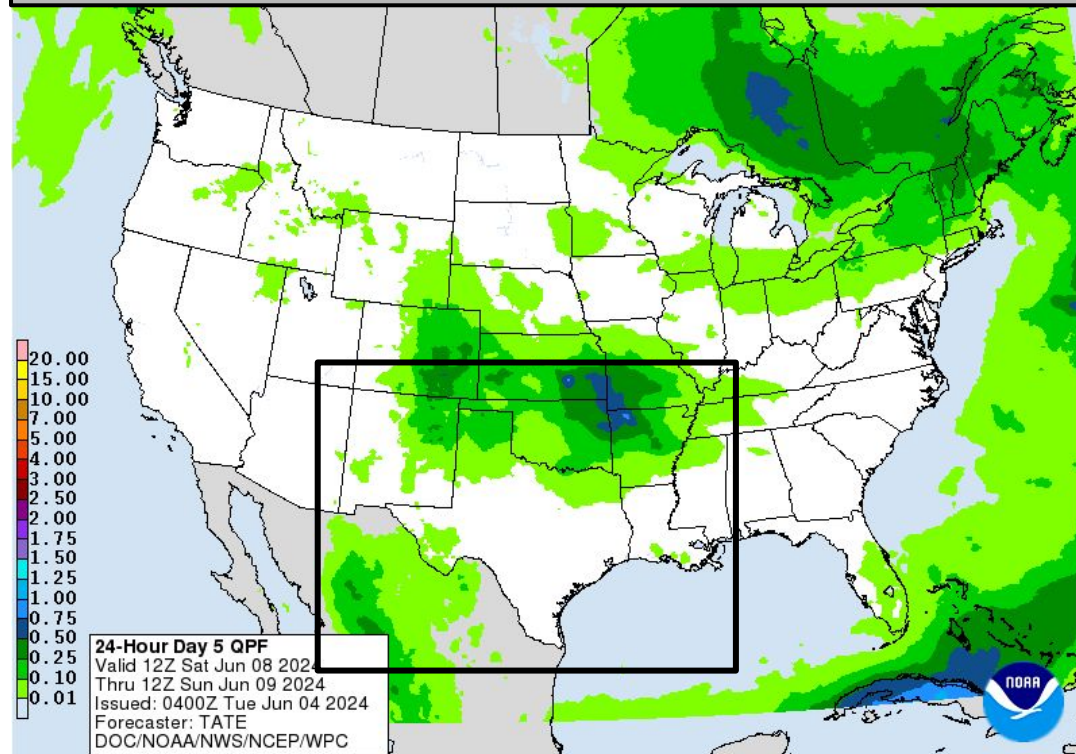 20.00
15.00
10.00
7.00
5.00
4.00
3.00
2.50
2.00
1.75
1.50
1.25
1.00
0.75
0.50
0.25
0.10
0.01
24-Hour Day 5 QPF
Valid 12Z Sat Jun 08 2024
Thru 12Z Sun Jun 09 2024
Issued: 0400Z Tue Jun 04 2024
Forecaster: TATE
DOC/NOAA/NWS/NCEP/WPC
NOAA